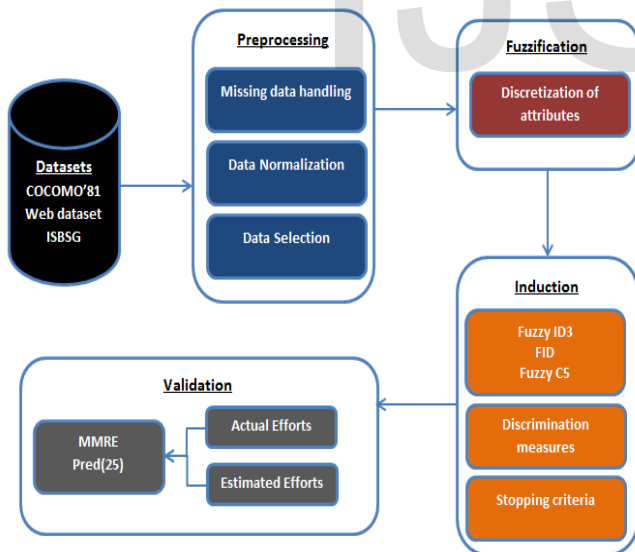 Preprocessing
Missing data handling
Data Normalization
Data Selection
Fuzzification
Discretization of
attributes
Datasets
COCOMO'81
Web dataset
ISBSG
Induction
Fuzzy ID3
FID
Fuzzy C5
Discrimination
measures
Stopping criteria
Validation
MMRE
Pred(25)
Actual Efforts
Estimated Efforts